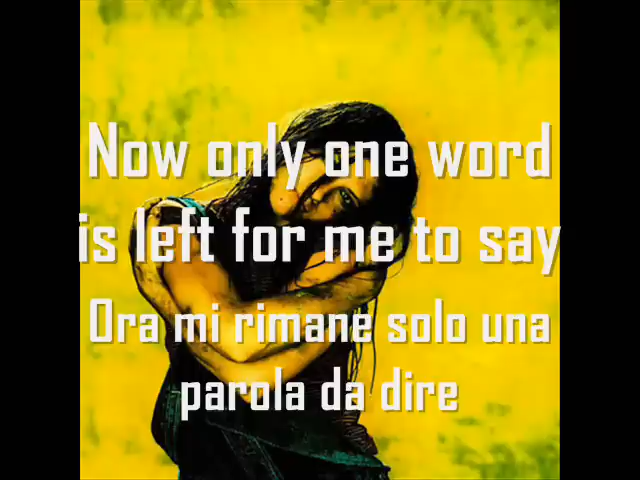 Now only one word
is left for me to say
Ora mi rimane solo una
parola da dire